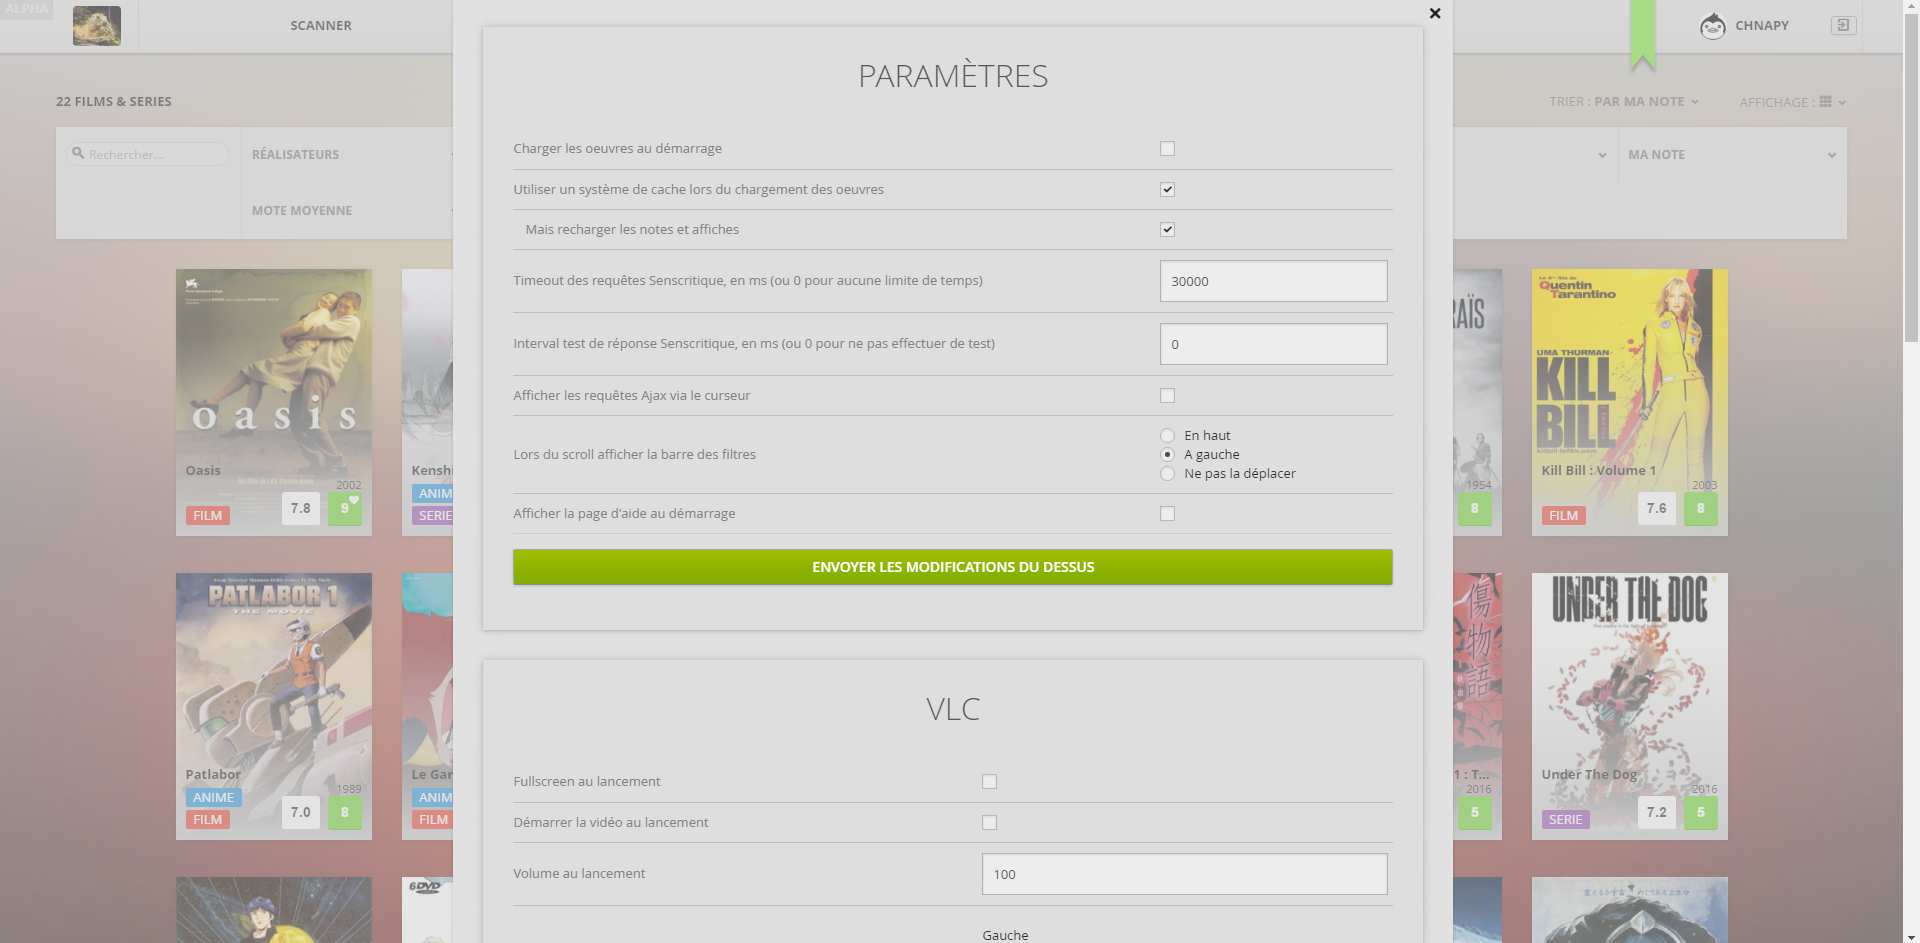 ALPHA
SCANNER
CHNAPY
22 FILMS & SERIES
TRIER : PAR MA NOTE
AFFICHAGE :
Rechercher...
RÉALISATEURS
MOTE MOYENNE
MA NOTE
PARAMÈTRES
Charger les oeuvres au démarrage
Utiliser un système de cache lors du chargement des oeuvres
Mais recharger les notes et affiches
Timeout des requêtes Senscritique, en ms (ou 0 pour aucune limite de temps)
30000
Interval test de réponse Senscritique, en ms (ou 0 pour ne pas effectuer de test)
0
Afficher les requêtes Ajax via le curseur
Lors du scroll afficher la barre des filtres
En haut
A gauche
Ne pas la déplacer
Afficher la page d'aide au démarrage
ENVOYER LES MODIFICATIONS DU DESSUS
VLC
Fullscreen au lancement
Démarrer la vidéo au lancement
Volume au lancement
100
Gauche
oasis
Oasis
2002
FILM
7.8
9
Kenshi
ANIM
SERIE
RAÏS
1954
8
Quentin
Tarantino
UMA THURMAN
KILL
BILL
Kill Bill : Volume 1
2003
FILM
7.6
8
PATLABOR 1
THE MOVIE
Patlabor
1989
ANIME
FILM
7.0
8
Le Gar
ANIM
FILM
傷物語
1 : T...
2016
5
UNDER THE DOG
Under The Dog
2016
SERIE
7.2
5
6 DVD